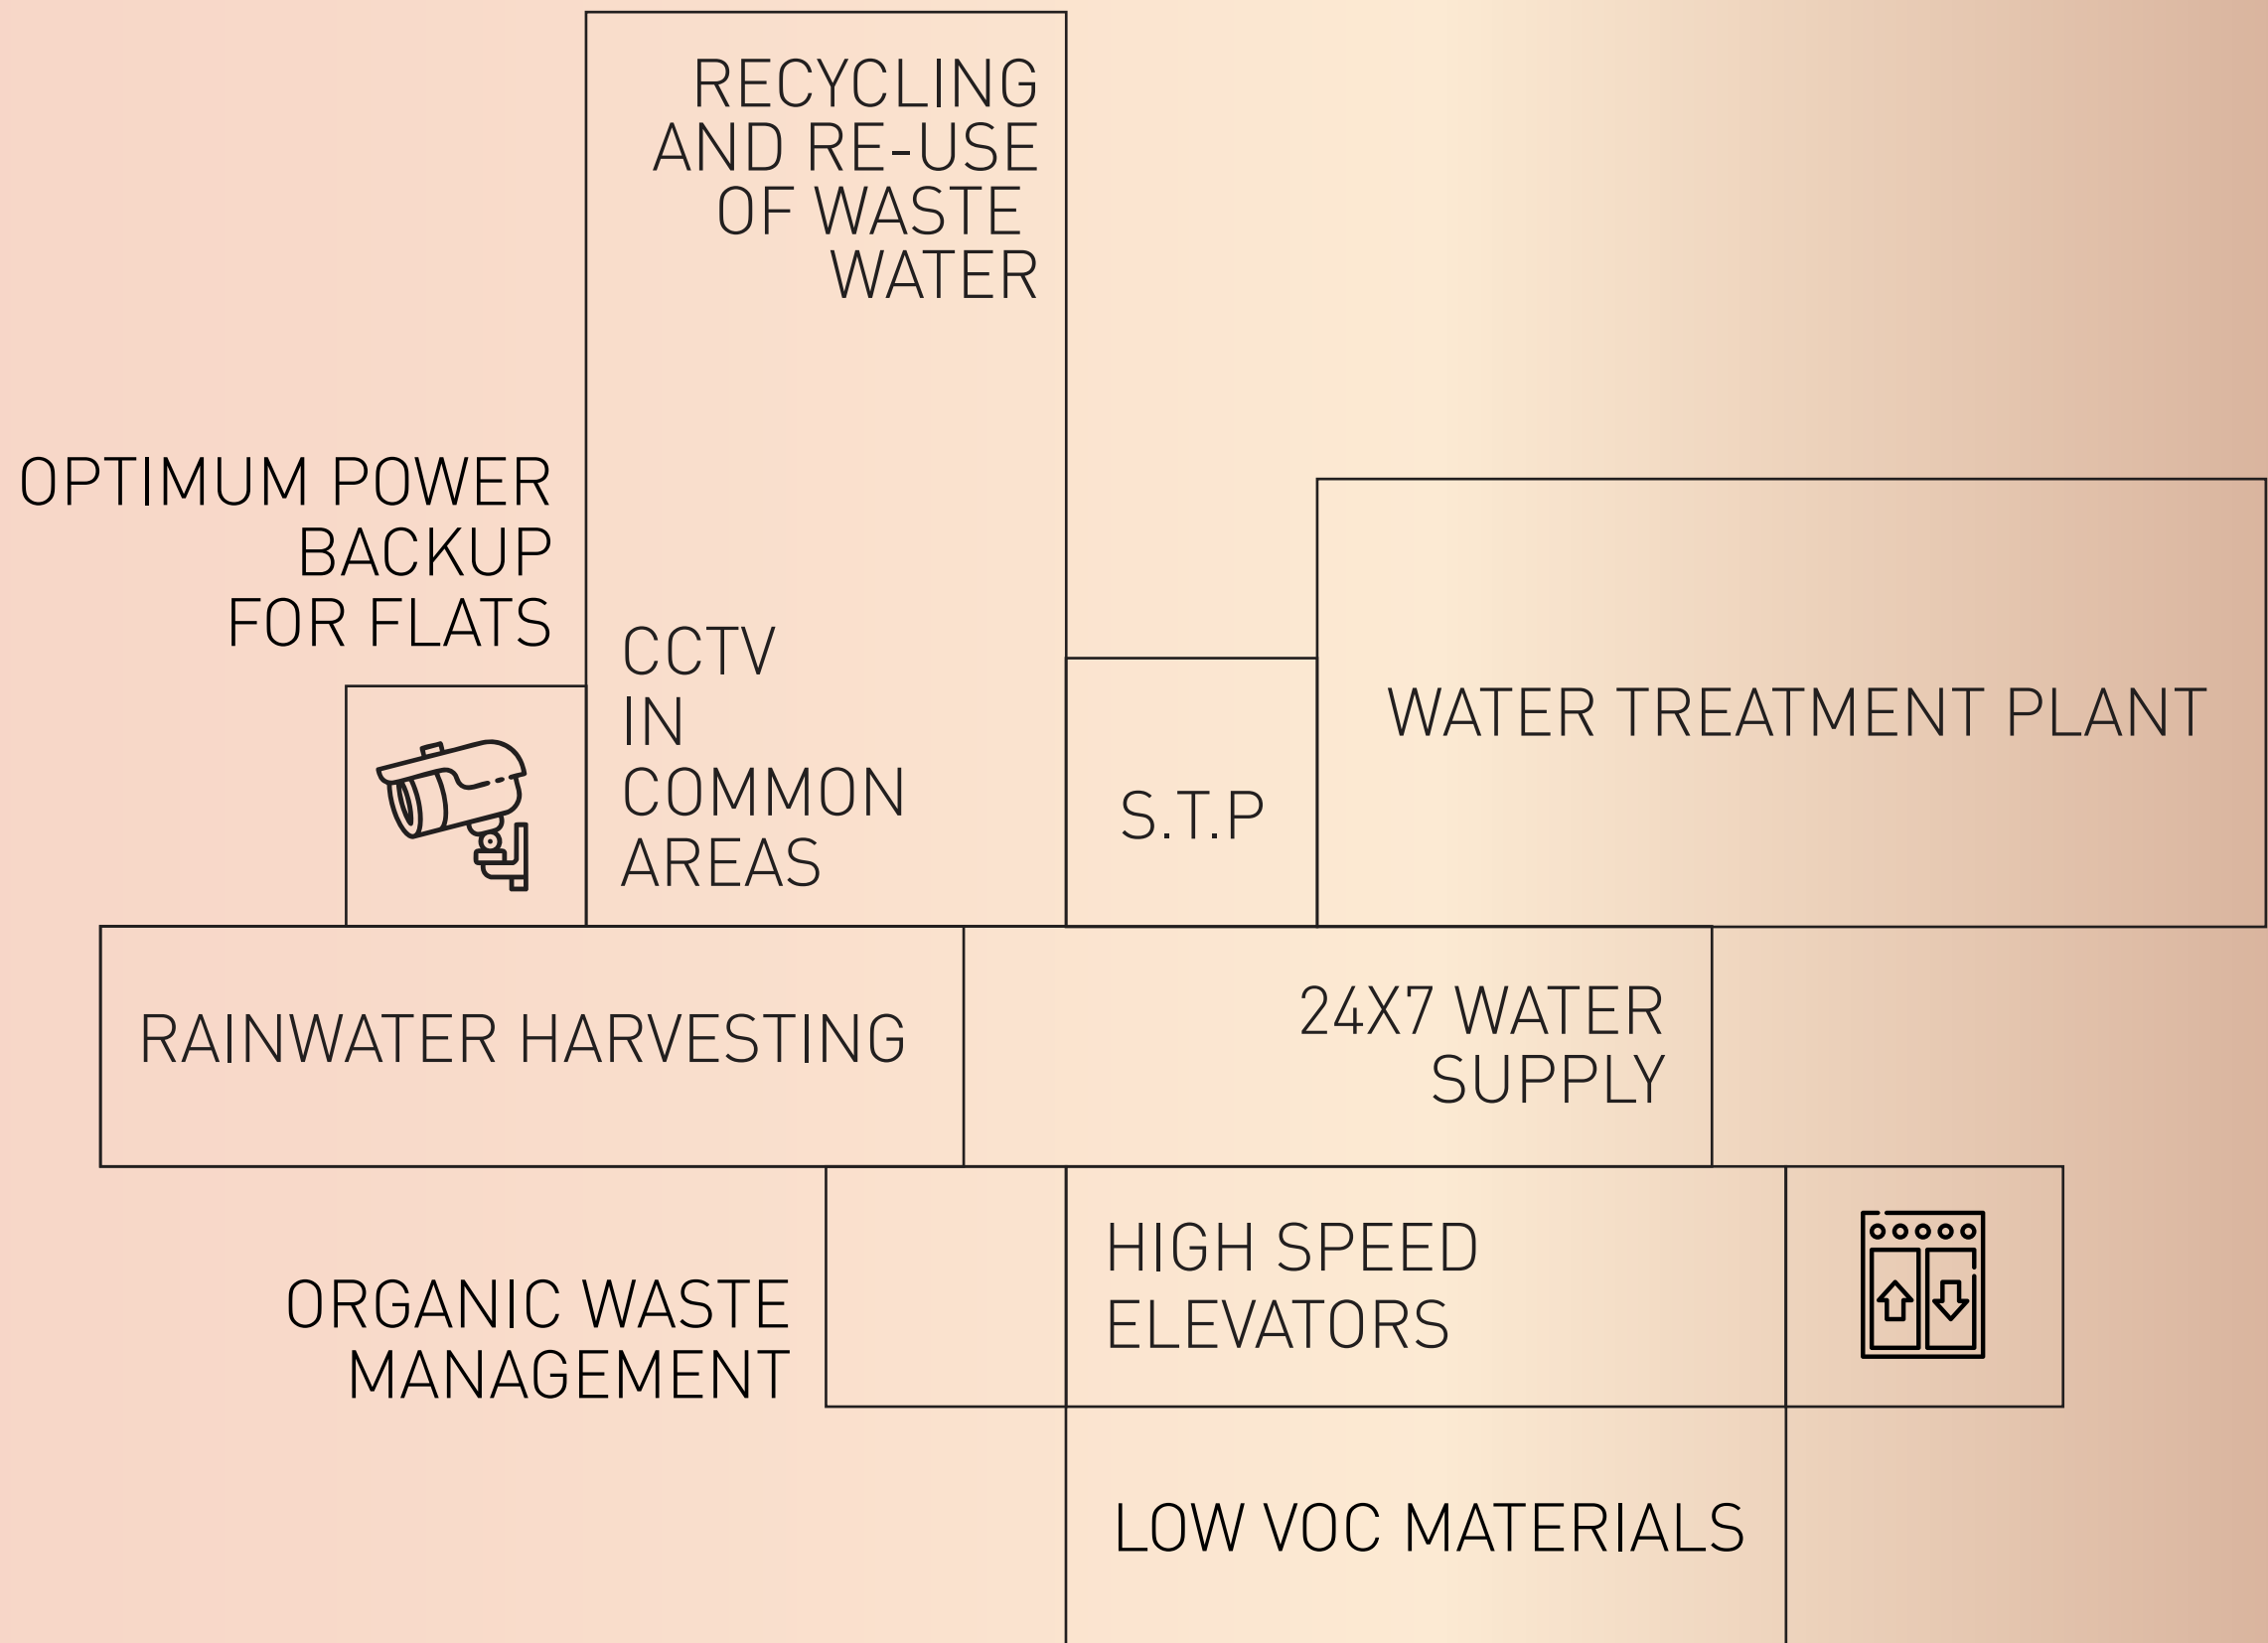 RECYCLING
AND RE-USE
OF WASTE
WATER
OPTIMUM POWER
BACKUP
FOR FLATS
CCTV
IN
COMMON
AREAS
S.T.P
WATER TREATMENT PLANT
RAINWATER HARVESTING
24X7 WATER
SUPPLY
ORGANIC WASTE
MANAGEMENT
HIGH SPEED
ELEVATORS
LOW VOC MATERIALS